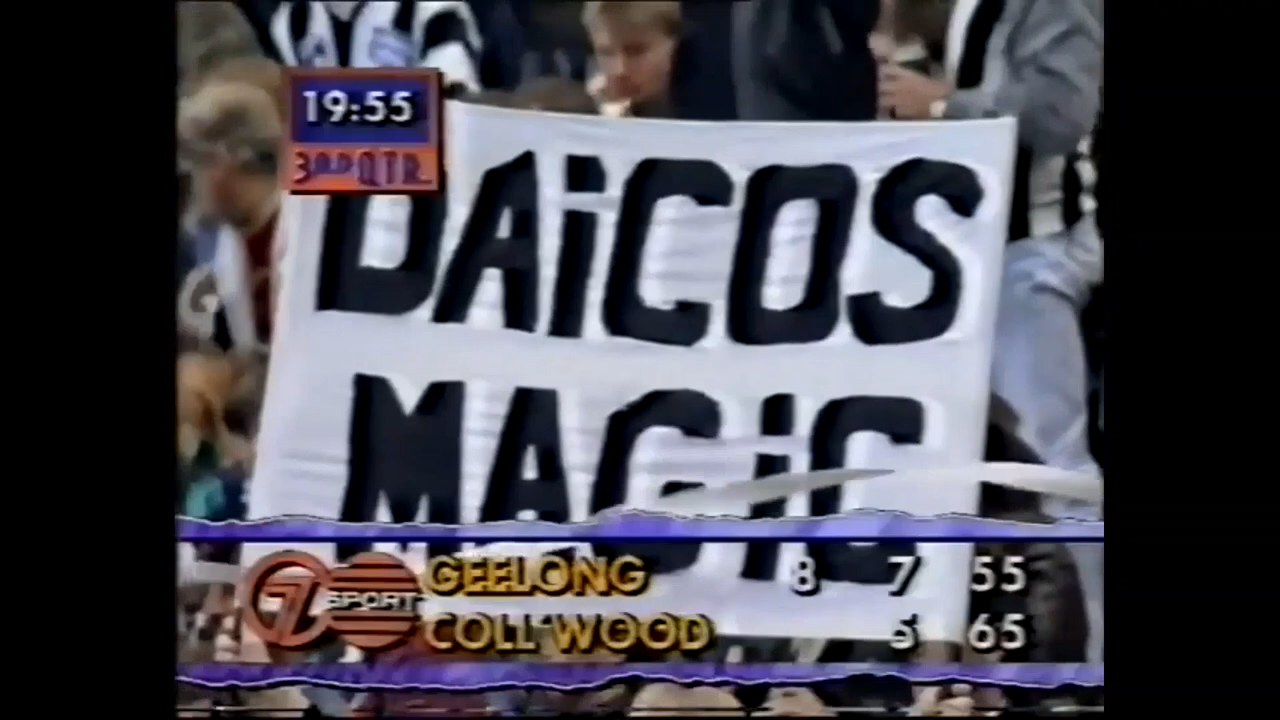 19:55
3RD QTR.
DAiCOS
MAGiC
7 SPORT
GEELONG 8 7 55
COLL'WOOD 5 65